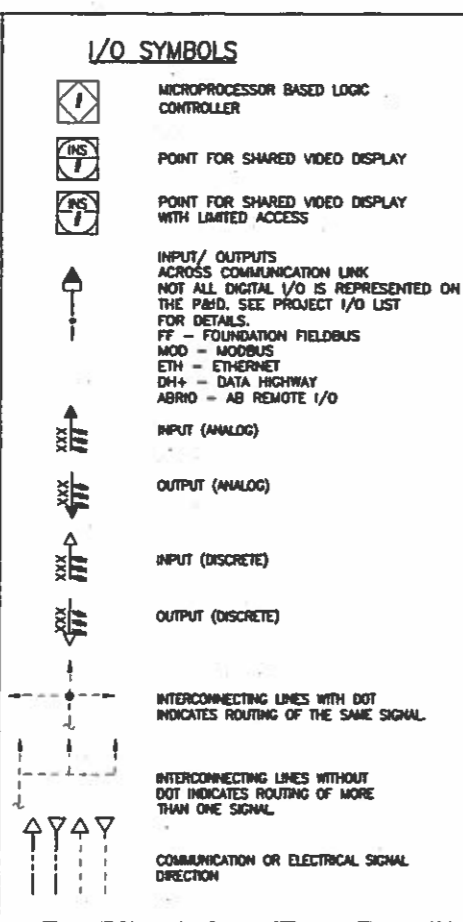 I/O SYMBOLS
I
MICROPROCESSOR BASED LOGIC
CONTROLLER
INS
I
POINT FOR SHARED VIDEO DISPLAY
INS
I
POINT FOR SHARED VIDEO DISPLAY
WITH LIMITED ACCESS
INPUT/ OUTPUTS
ACROSS COMMUNICATION LINK
NOT ALL DIGITAL I/O IS REPRESENTED ON
THE P&ID. SEE PROJECT I/O LIST
FOR DETAILS.
FF - FOUNDATION FIELDBUS
MOD - MODBUS
ETH - ETHERNET
DH+ - DATA HIGHWAY
ABRIO - AB REMOTE I/O
XXX
INPUT (ANALOG)
XXX
OUTPUT (ANALOG)
XXX
INPUT (DISCRETE)
XXX
OUTPUT (DISCRETE)
INTERCONNECTING LINES WITH DOT
INDICATES ROUTING OF THE SAME SIGNAL.
INTERCONNECTING LINES WITHOUT
DOT INDICATES ROUTING OF MORE
THAN ONE SIGNAL.
COMMUNICATION OR ELECTRICAL SIGNAL
DIRECTION